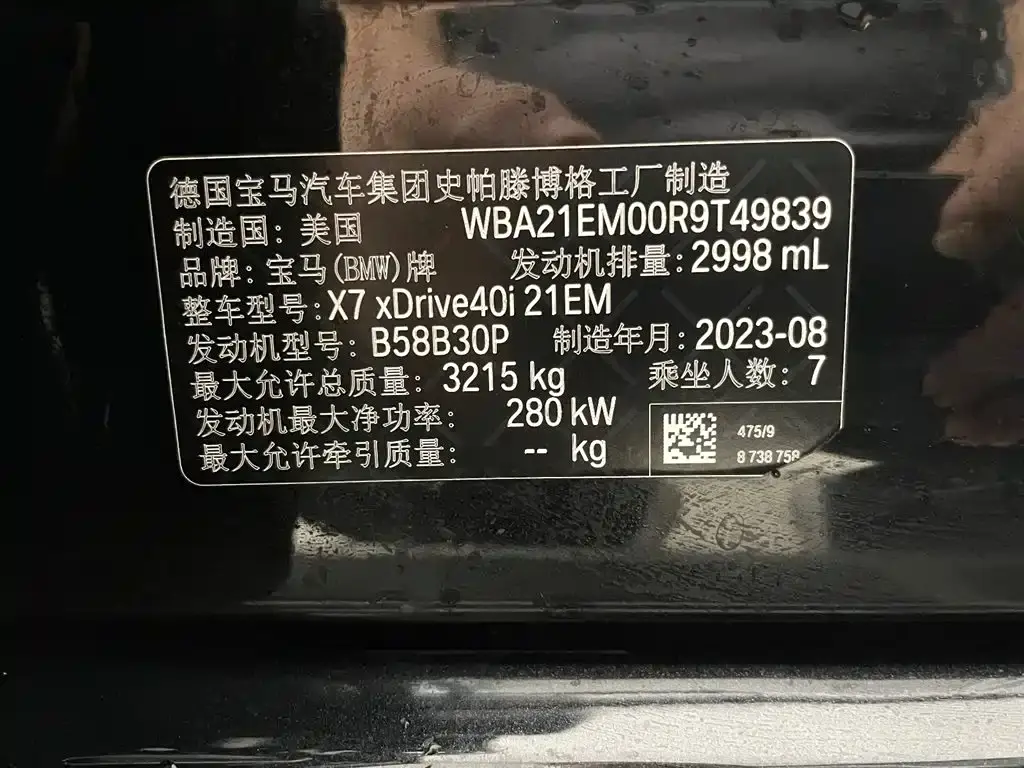 德国宝马汽车集团史帕滕博格工厂制造
制造国: 美国 WBA21EM00R9T49839
品牌: 宝马(BMW)牌 发动机排量: 2998 mL
整车型号: X7 xDrive40i 21EM
发动机型号: B58B30P 制造年月: 2023-08
最大允许总质量: 3215 kg 乘坐人数: 7
发动机最大净功率: 280 kW
最大允许牵引质量: -- kg
475/9
8 738 758